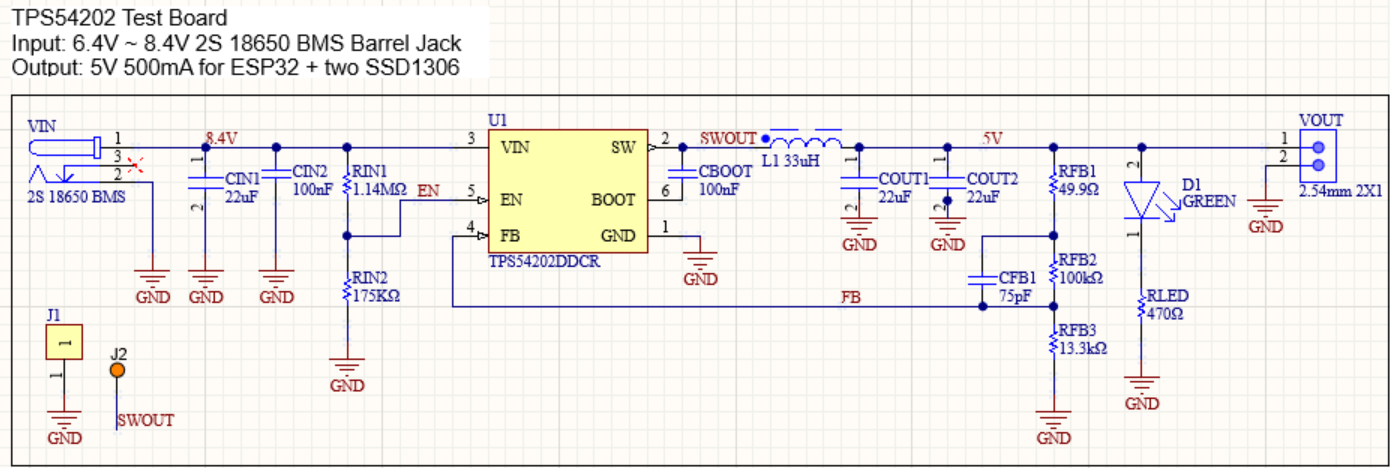 TPS54202 Test Board
Input: 6.4V ~ 8.4V 2S 18650 BMS Barrel Jack
Output: 5V 500mA for ESP32 + two SSD1306
VIN
1
3
2
2S 18650 BMS
GND
8.4V
1
CIN1
22uF
2
GND
CIN2
100nF
GND
RIN1
1.14MΩ
RIN2
175KΩ
GND
EN
U1
3
VIN
5
EN
4
FB
SW
2
BOOT
6
GND
1
TPS54202DDCR
GND
SWOUT
CBOOT
100nF
L1 33uH
5V
1
COUT1
22uF
2
GND
1
COUT2
22uF
2
GND
RFB1
49.9Ω
RFB2
100kΩ
CFB1
75pF
FB
RFB3
13.3kΩ
GND
2
D1
GREEN
1
RLED
470Ω
GND
VOUT
1
2
2.54mm 2X1
GND
J1
1
1
GND
J2
SWOUT